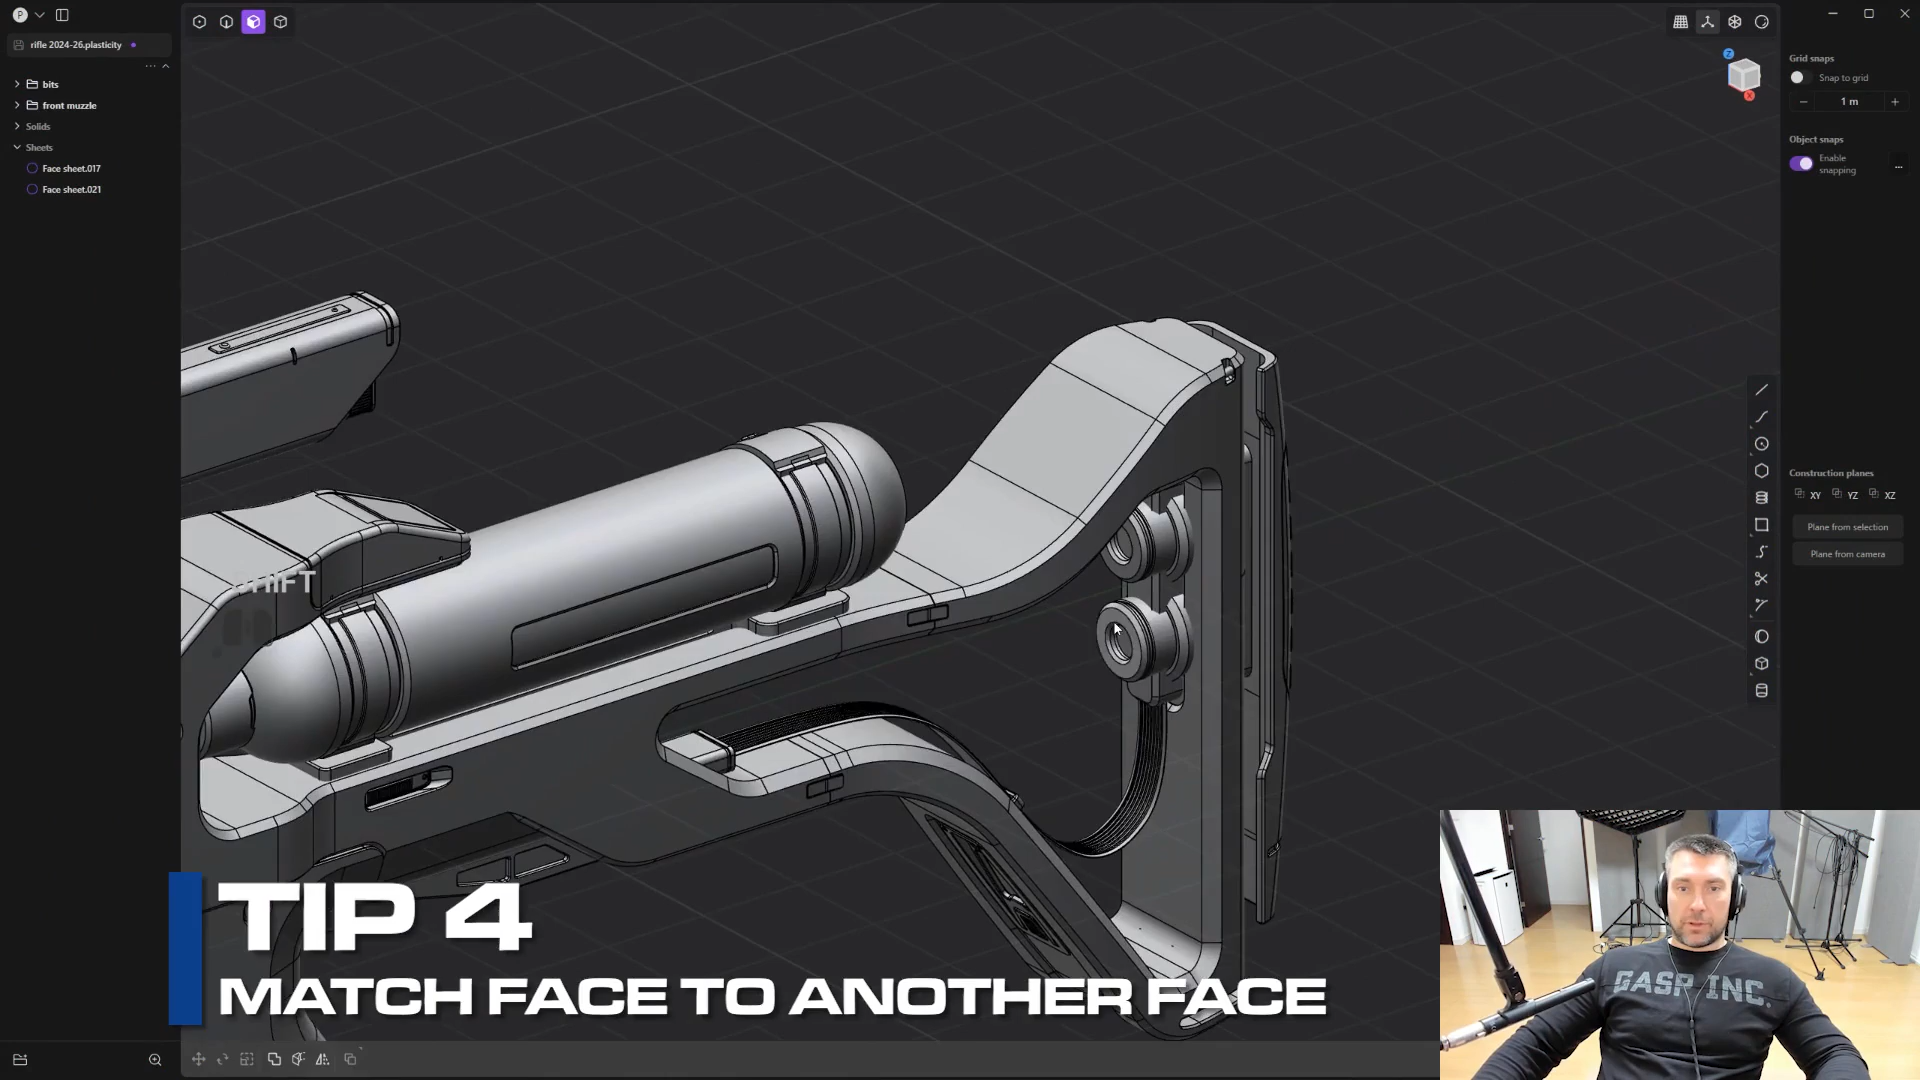 P
rifle 2024-26.plasticity
bits
front muzzle
Solids
Sheets
Face sheet.017
Face sheet.021
Z
X
Grid snaps
Snap to grid
1 m
Object snaps
Enable
snapping
Construction planes
XY YZ XZ
Plane from selection
Plane from camera
SHIFT
TIP 4
MATCH FACE TO ANOTHER FACE
GASP INC.